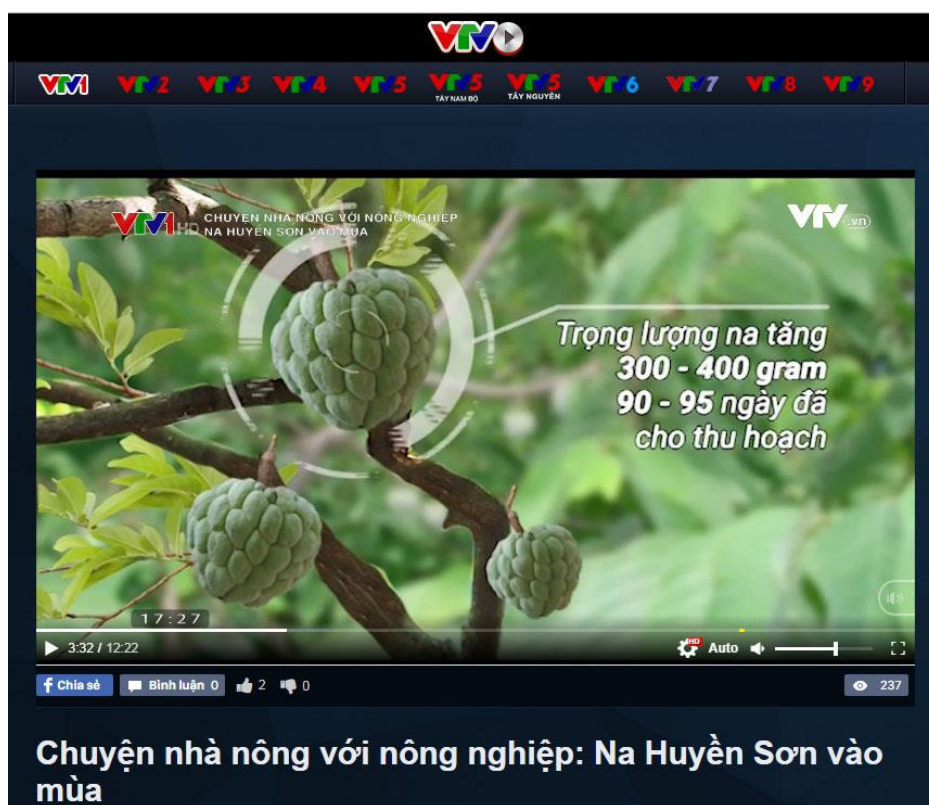 VTV
VTV1 VTV2 VTV3 VTV4 VTV5 VTV5 VTV5 VTV6 VTV7 VTV8 VTV9
TÂY NAM BỘ TÂY NGUYÊN
VTV1 HD CHUYỆN NHÀ NÔNG VỚI NÔNG NGHIỆP
NA HUYỀN SƠN VÀO MÙA
VTV.vn
Trọng lượng na tăng
300 - 400 gram
90 - 95 ngày đã
cho thu hoạch
17:27
3:32 / 12:22 HD Auto
f Chia sẻ Bình luận 0 2 0 237
Chuyện nhà nông với nông nghiệp: Na Huyền Sơn vào
mùa